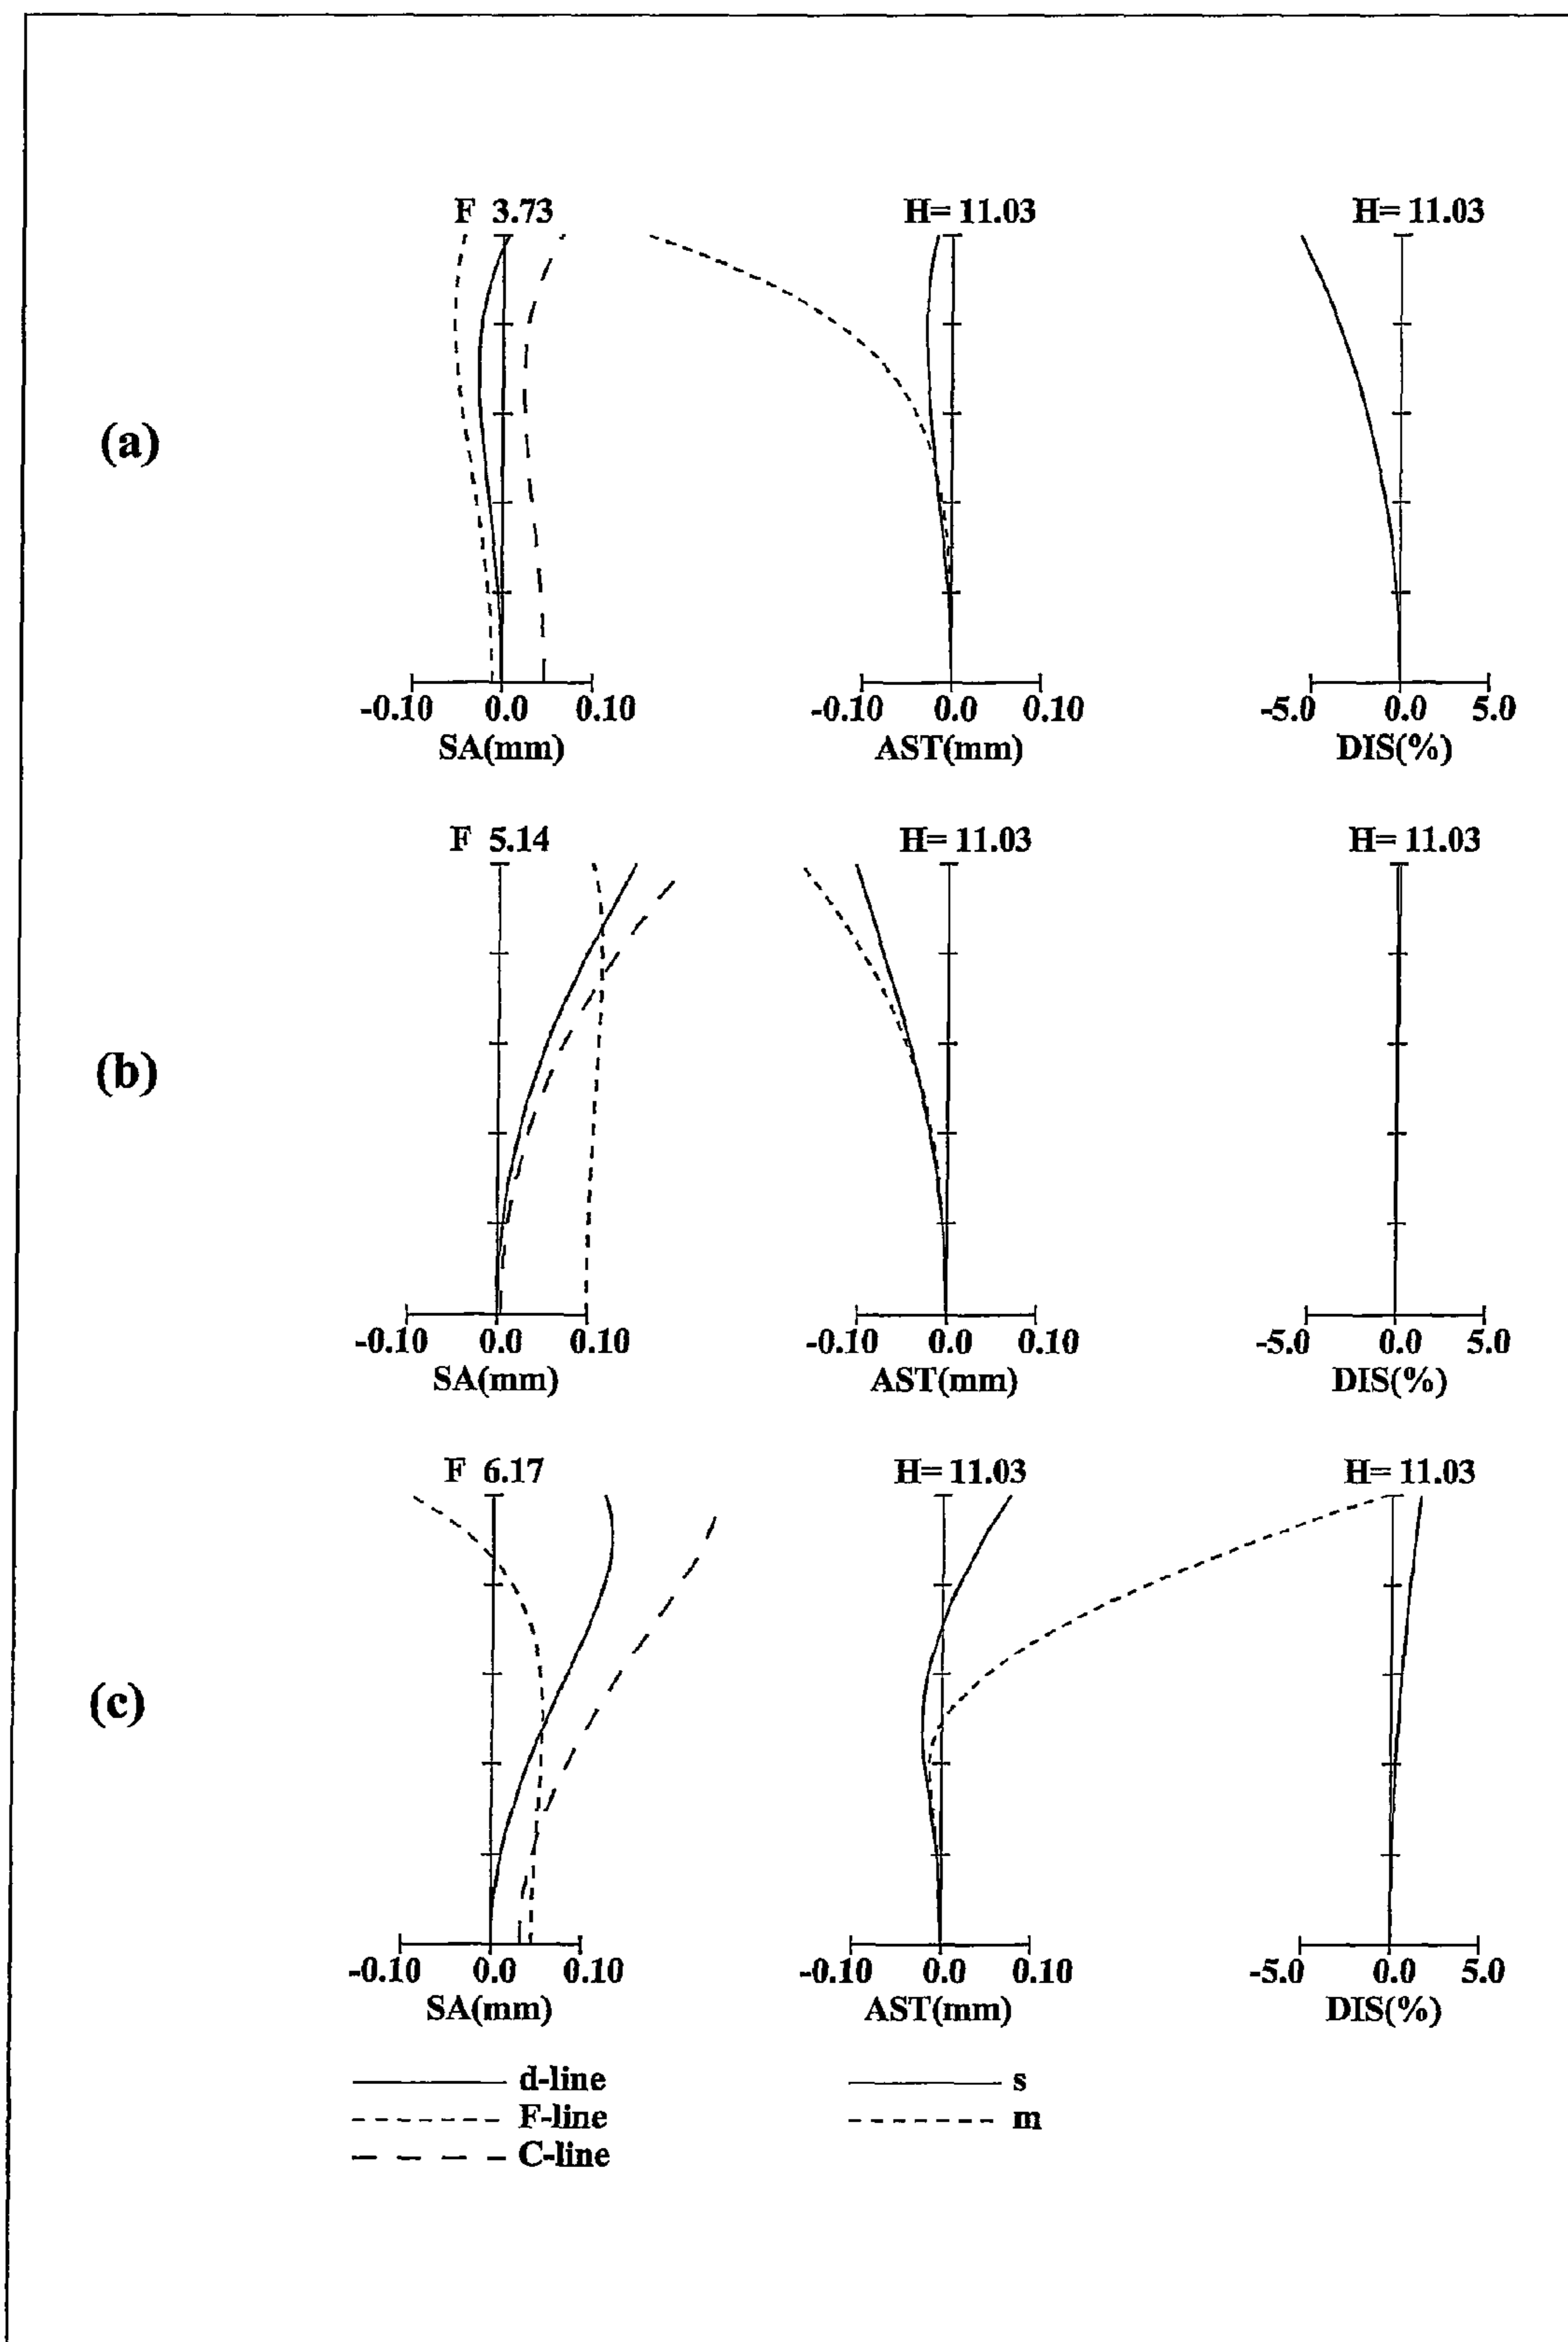 F 3.73 H= 11.03 H= 11.03
(a)
-0.10 0.0 0.10 -0.10 0.0 0.10 -5.0 0.0 5.0
SA(mm) AST(mm) DIS(%)
F 5.14 H= 11.03 H= 11.03
(b)
-0.10 0.0 0.10 -0.10 0.0 0.10 -5.0 0.0 5.0
SA(mm) AST(mm) DIS(%)
F 6.17 H= 11.03 H= 11.03
(c)
-0.10 0.0 0.10 -0.10 0.0 0.10 -5.0 0.0 5.0
SA(mm) AST(mm) DIS(%)
d-line s
F-line m
C-line